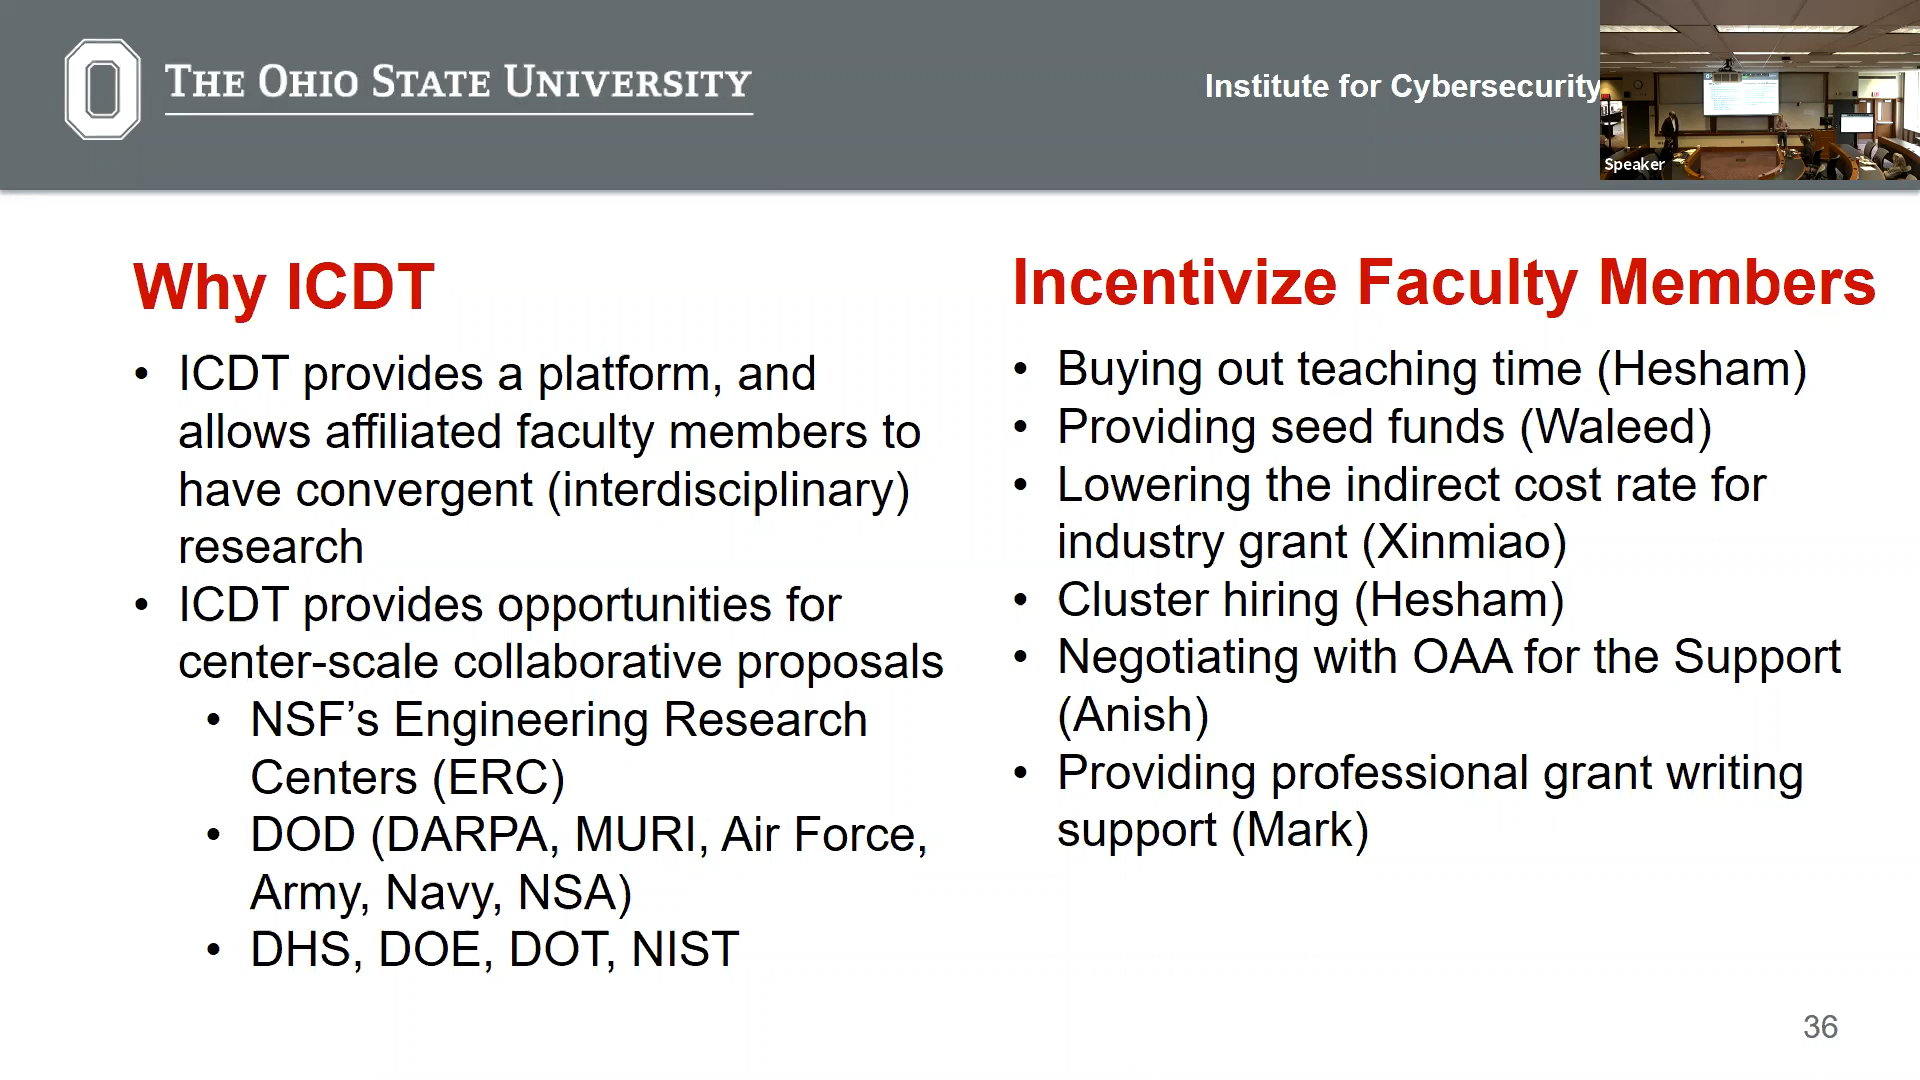 THE OHIO STATE UNIVERSITY
Institute for Cybersecurity
Speaker
Why ICDT
• ICDT provides a platform, and
allows affiliated faculty members to
have convergent (interdisciplinary)
research
• ICDT provides opportunities for
center-scale collaborative proposals
• NSF’s Engineering Research
Centers (ERC)
• DOD (DARPA, MURI, Air Force,
Army, Navy, NSA)
• DHS, DOE, DOT, NIST
Incentivize Faculty Members
• Buying out teaching time (Hesham)
• Providing seed funds (Waleed)
• Lowering the indirect cost rate for
industry grant (Xinmiao)
• Cluster hiring (Hesham)
• Negotiating with OAA for the Support
(Anish)
• Providing professional grant writing
support (Mark)
36